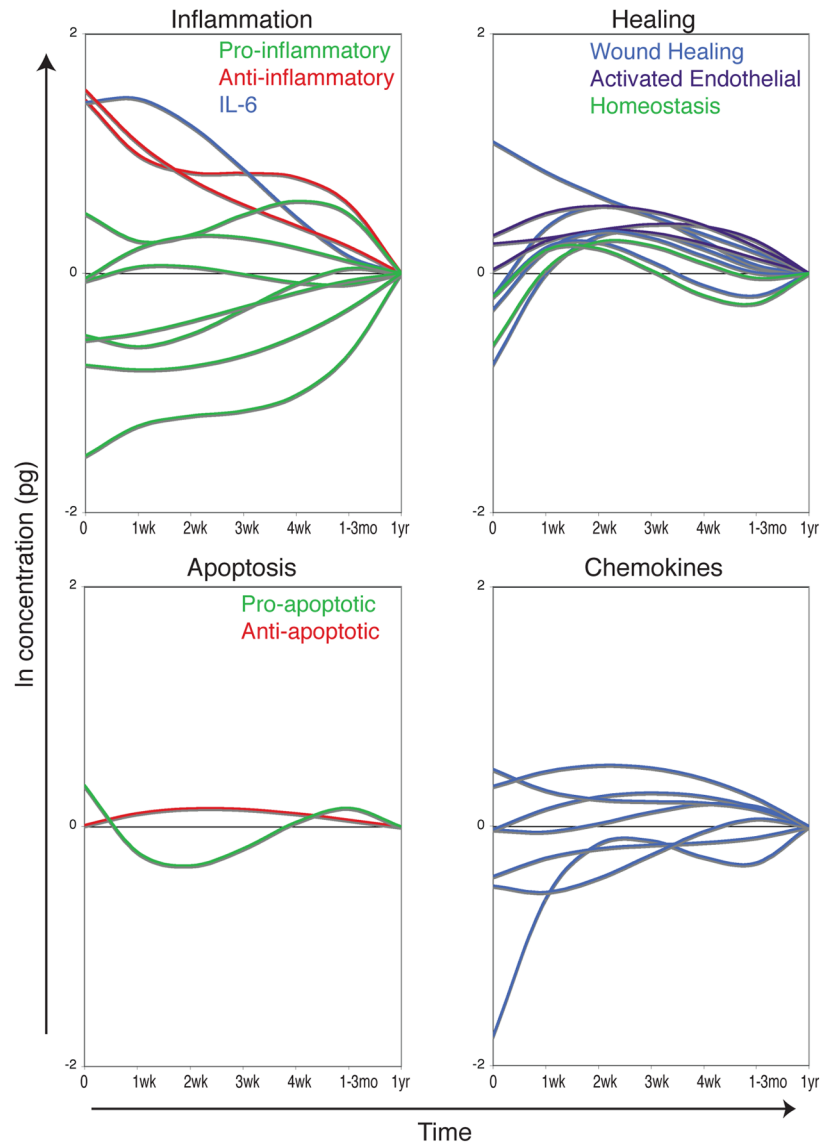 Inflammation
2
Pro-inflammatory
Anti-inflammatory
IL-6
0
-2
0 1wk 2wk 3wk 4wk 1-3mo 1yr
Healing
2
Wound Healing
Activated Endothelial
Homeostasis
0
-2
0 1wk 2wk 3wk 4wk 1-3mo 1yr
ln concentration (pg)
Apoptosis
2
Pro-apoptotic
Anti-apoptotic
0
-2
0 1wk 2wk 3wk 4wk 1-3mo 1yr
Chemokines
2
0
-2
0 1wk 2wk 3wk 4wk 1-3mo 1yr
Time